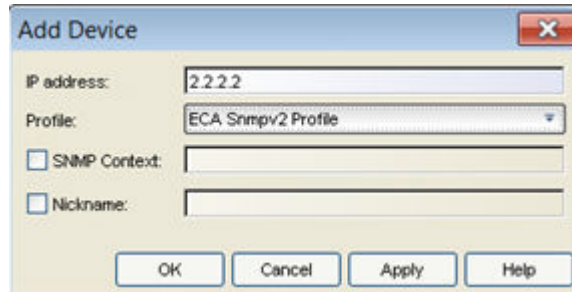 Add Device
IP address: 2.2.2.2
Profile: ECA Snmpv2 Profile
SNMP Context:
Nickname:
OK Cancel Apply Help